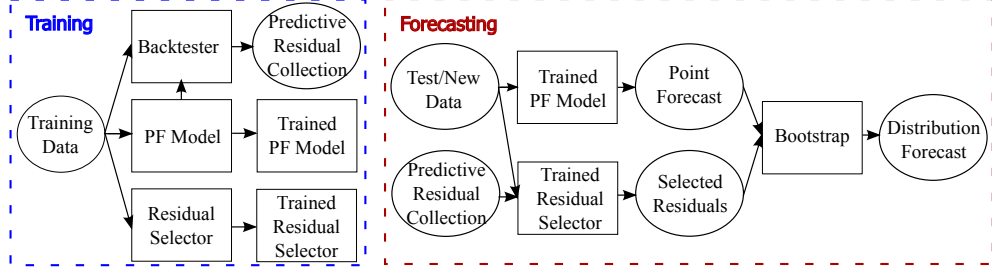 Training
Backtester
Predictive
Residual
Collection
Training
Data
PF Model
Trained
PF Model
Residual
Selector
Trained
Residual
Selector
Forecasting
Test/New
Data
Trained
PF Model
Point
Forecast
Predictive
Residual
Collection
Trained
Residual
Selector
Selected
Residuals
Bootstrap
Distribution
Forecast